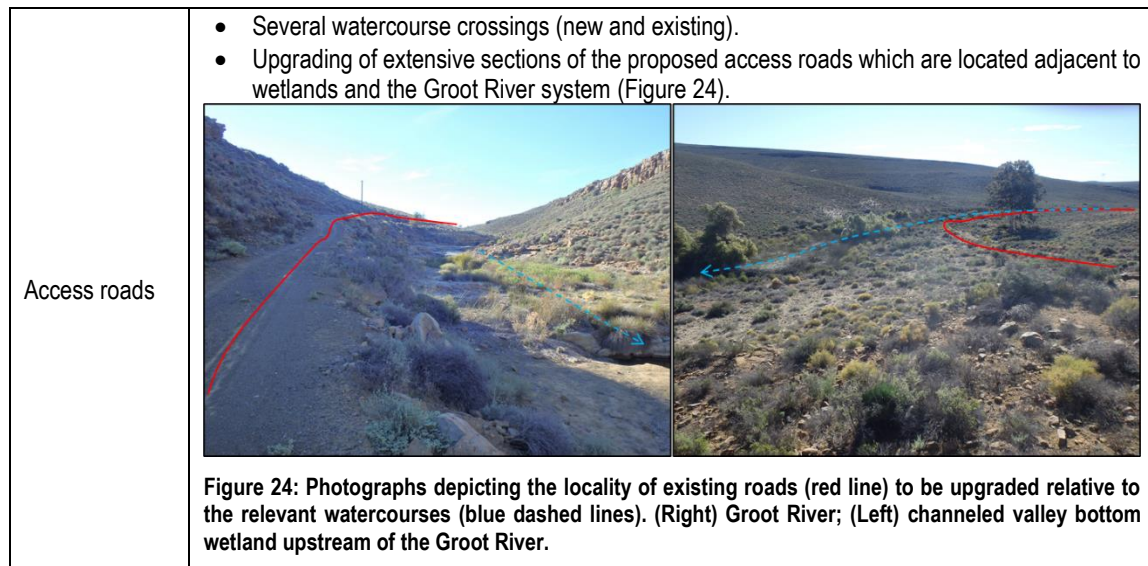 • Several watercourse crossings (new and existing).
• Upgrading of extensive sections of the proposed access roads which are located adjacent to
wetlands and the Groot River system (Figure 24).
Access roads
Figure 24: Photographs depicting the locality of existing roads (red line) to be upgraded relative to
the relevant watercourses (blue dashed lines). (Right) Groot River; (Left) channeled valley bottom
wetland upstream of the Groot River.